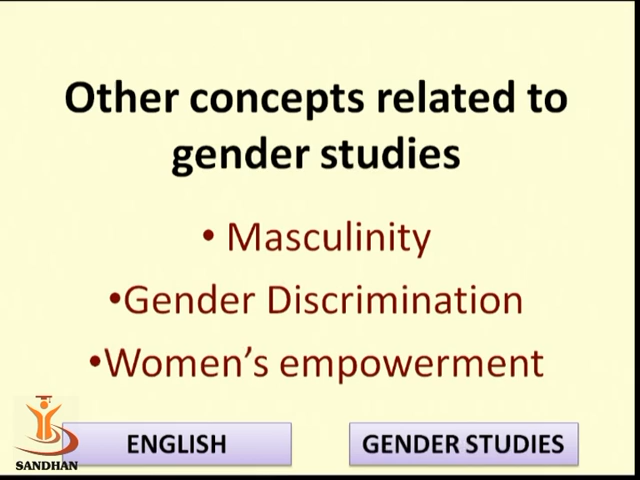 Other concepts related to
gender studies
• Masculinity
•Gender Discrimination
•Women's empowerment
SANDHAN
ENGLISH
GENDER STUDIES